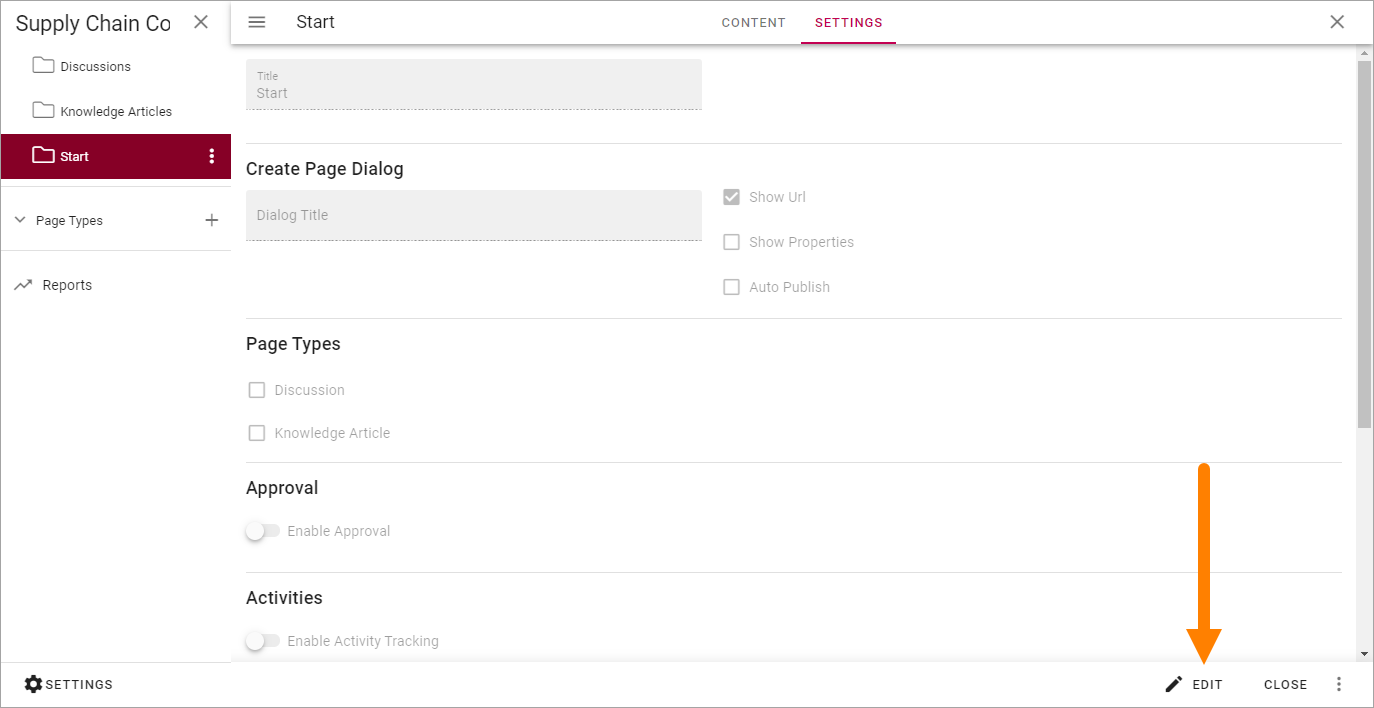 Supply Chain Co
Start
CONTENT
SETTINGS
Discussions
Knowledge Articles
Start
Page Types
Reports
Title
Start
Create Page Dialog
Dialog Title
Show Url
Show Properties
Auto Publish
Page Types
Discussion
Knowledge Article
Approval
Enable Approval
Activities
Enable Activity Tracking
SETTINGS
EDIT
CLOSE